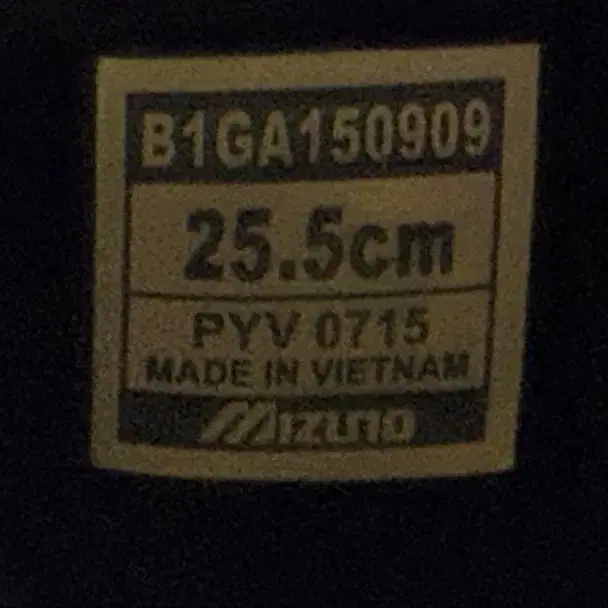 B1GA150909
25.5cm
PYV 0715
MADE IN VIETNAM
MIZUNO